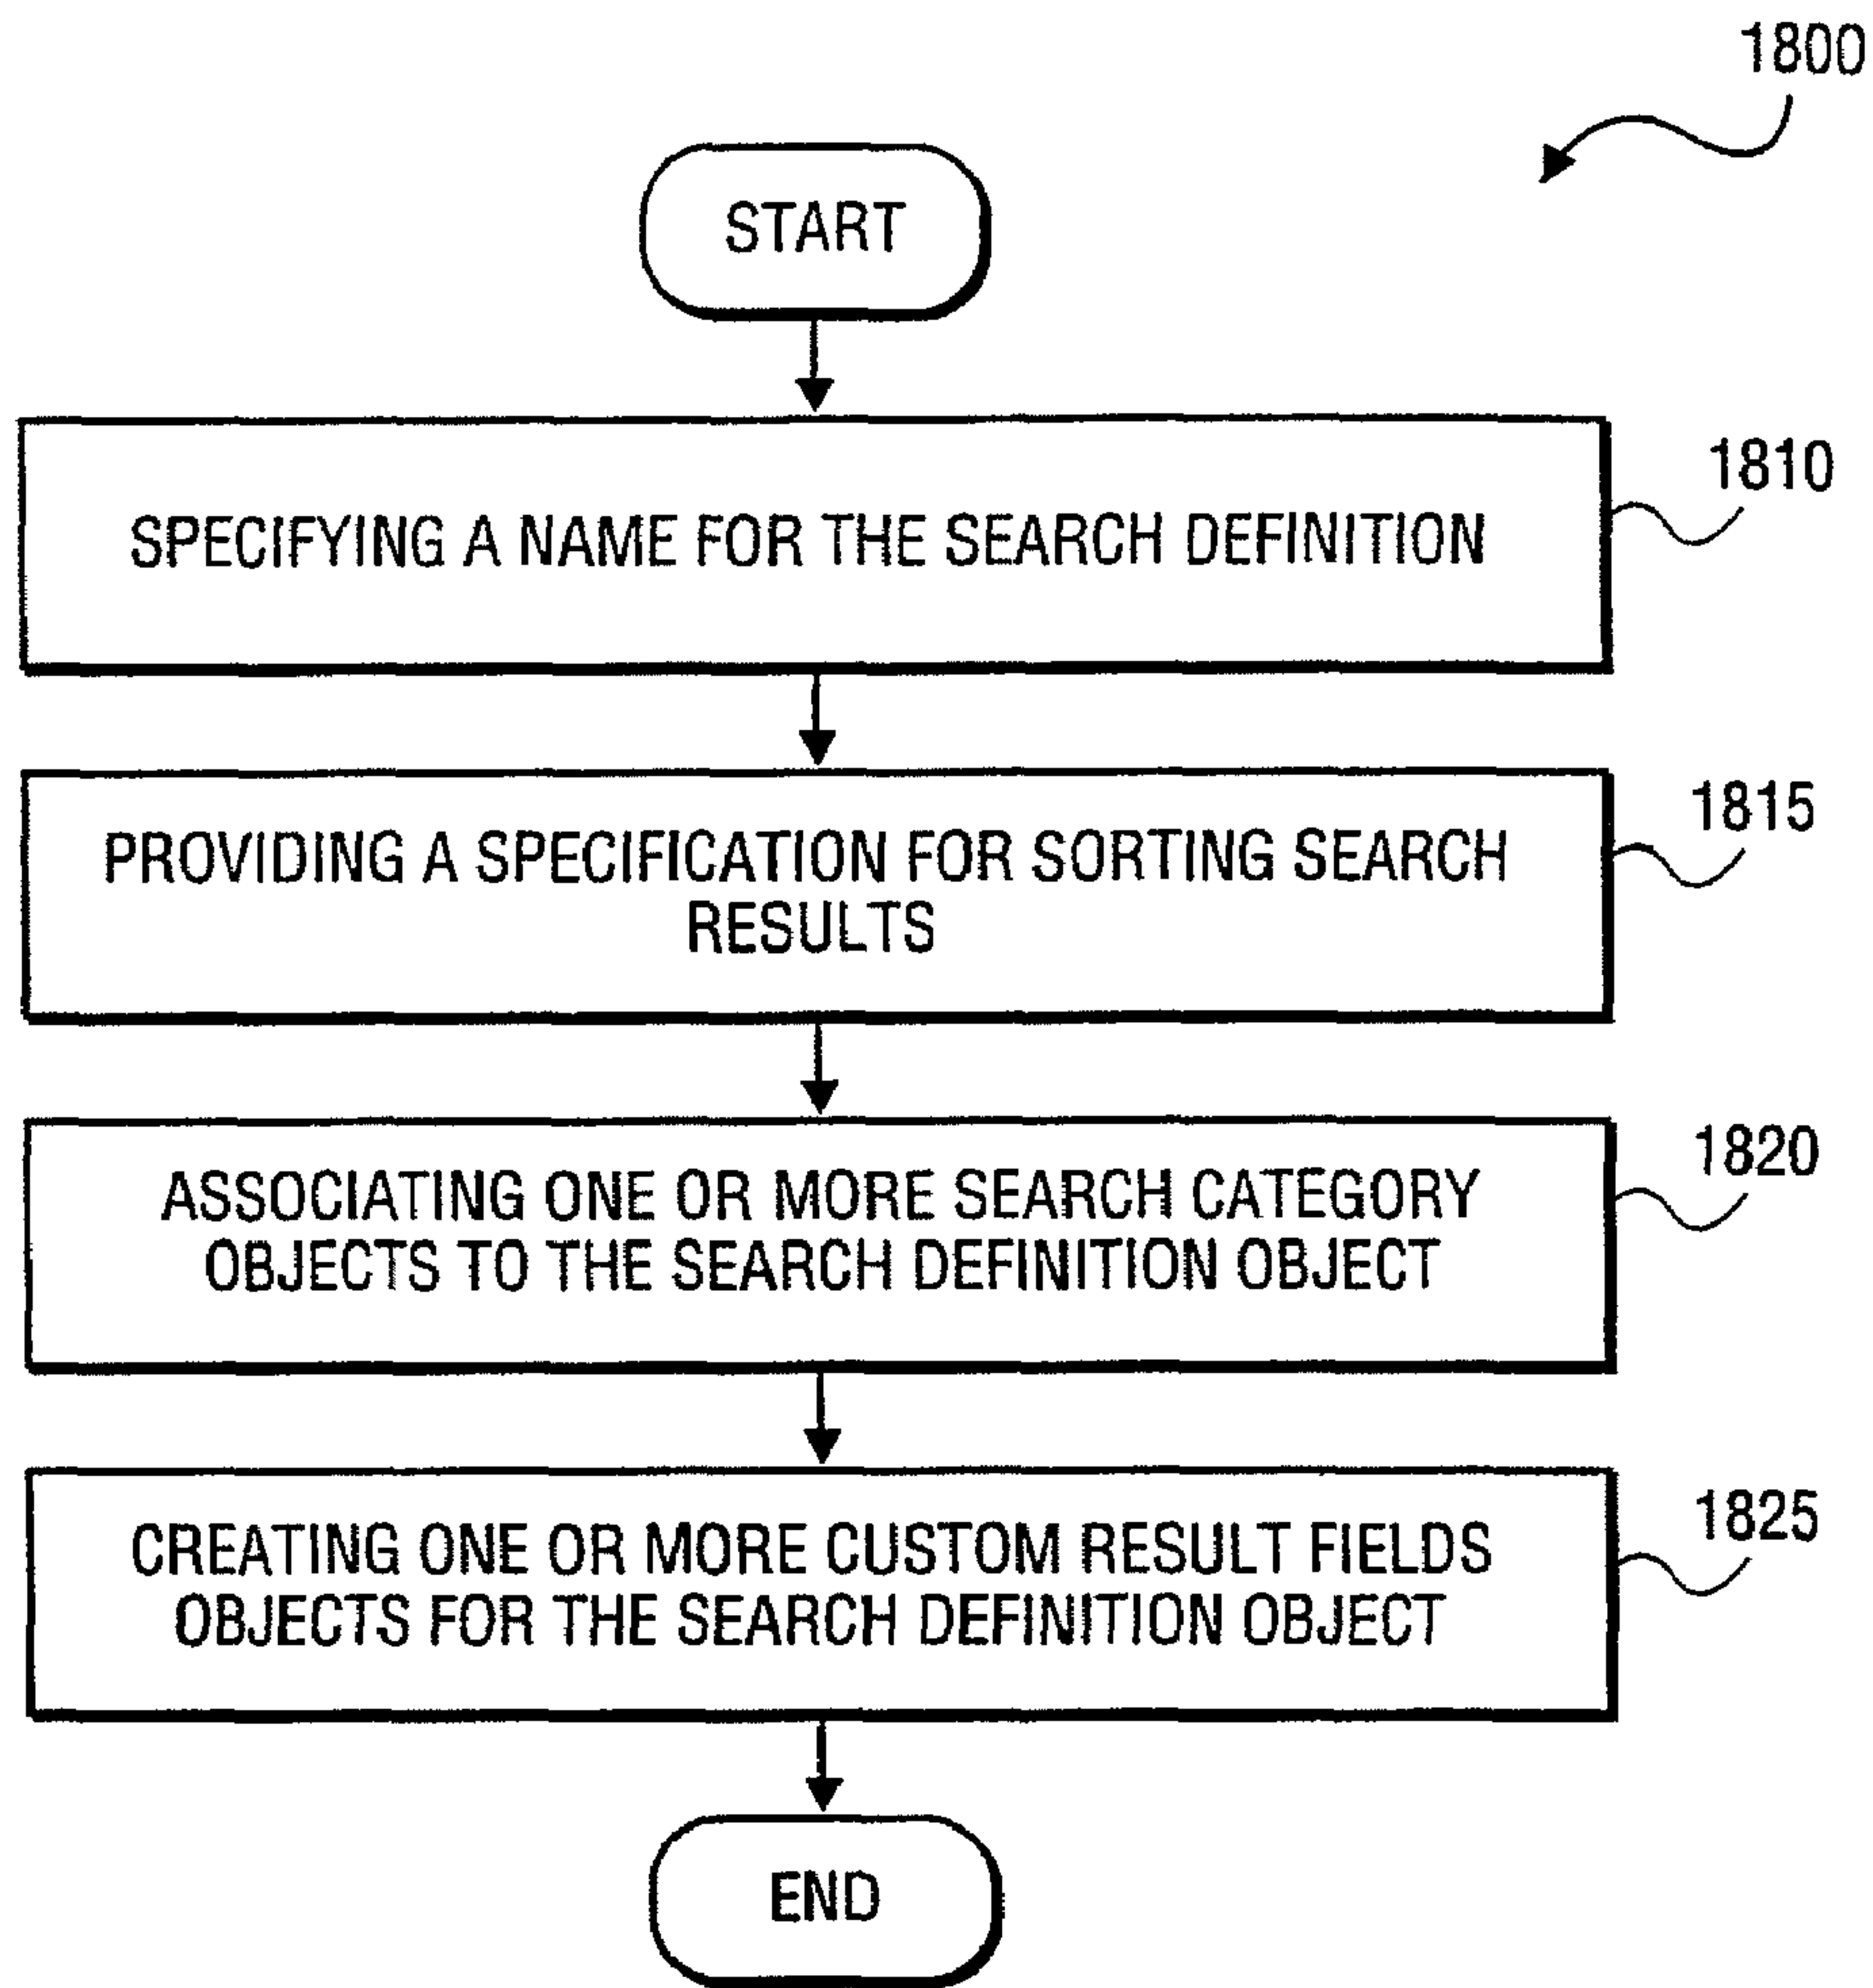 1800
START
SPECIFYING A NAME FOR THE SEARCH DEFINITION
1810
PROVIDING A SPECIFICATION FOR SORTING SEARCH
RESULTS
1815
ASSOCIATING ONE OR MORE SEARCH CATEGORY
OBJECTS TO THE SEARCH DEFINITION OBJECT
1820
CREATING ONE OR MORE CUSTOM RESULT FIELDS
OBJECTS FOR THE SEARCH DEFINITION OBJECT
1825
END